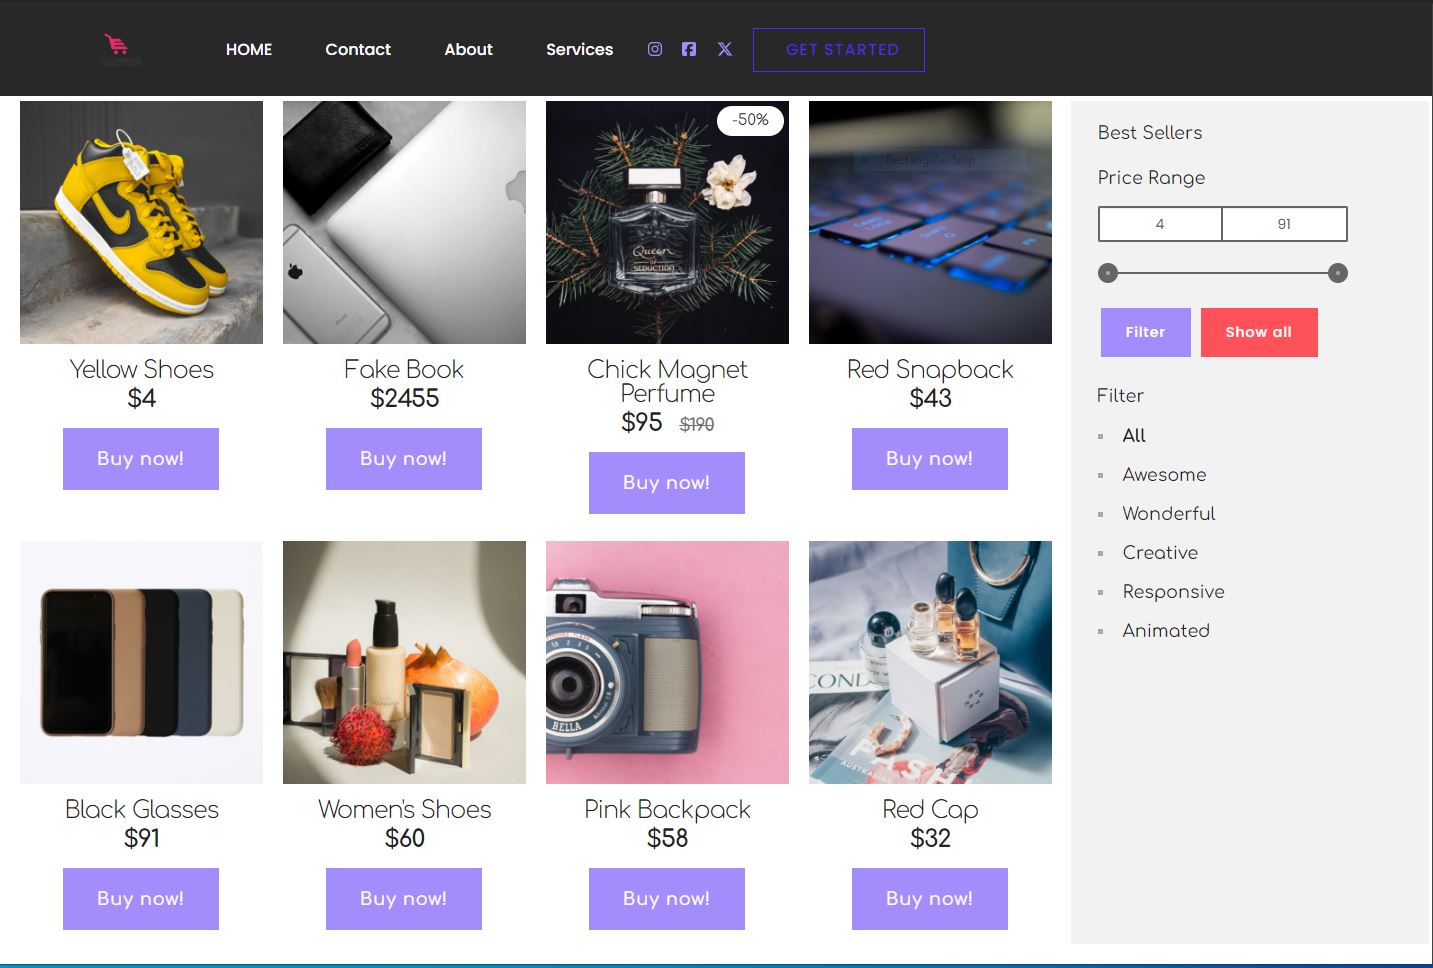 HOME
Contact
About
Services
GET STARTED
-50%
Queen
OF
SEDUCTION
Rectangular Snip
SHIFT
iPhone
Yellow Shoes
$4
Buy now!
Fake Book
$2455
Buy now!
Chick Magnet
Perfume
$95 $190
Buy now!
Red Snapback
$43
Buy now!
BELLA
Black Glasses
$91
Buy now!
Women's Shoes
$60
Buy now!
Pink Backpack
$58
Buy now!
Red Cap
$32
Buy now!
Best Sellers
Price Range
4 91
Filter Show all
Filter
All
Awesome
Wonderful
Creative
Responsive
Animated